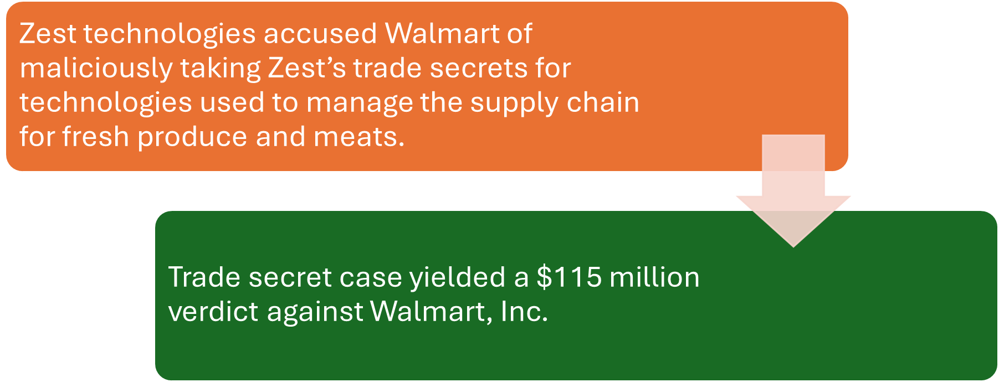 Zest technologies accused Walmart of
maliciously taking Zest’s trade secrets for
technologies used to manage the supply chain
for fresh produce and meats.
Trade secret case yielded a $115 million
verdict against Walmart, Inc.